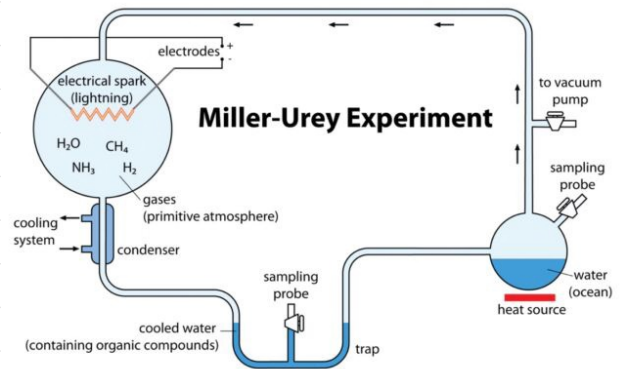 electrodes
+
-
electrical spark
(lightning)
to vacuum
pump
Miller-Urey Experiment
H₂O
CH₄
NH₃
H₂
sampling
probe
gases
(primitive atmosphere)
cooling
system
condenser
sampling
probe
water
(ocean)
heat source
cooled water
(containing organic compounds)
trap